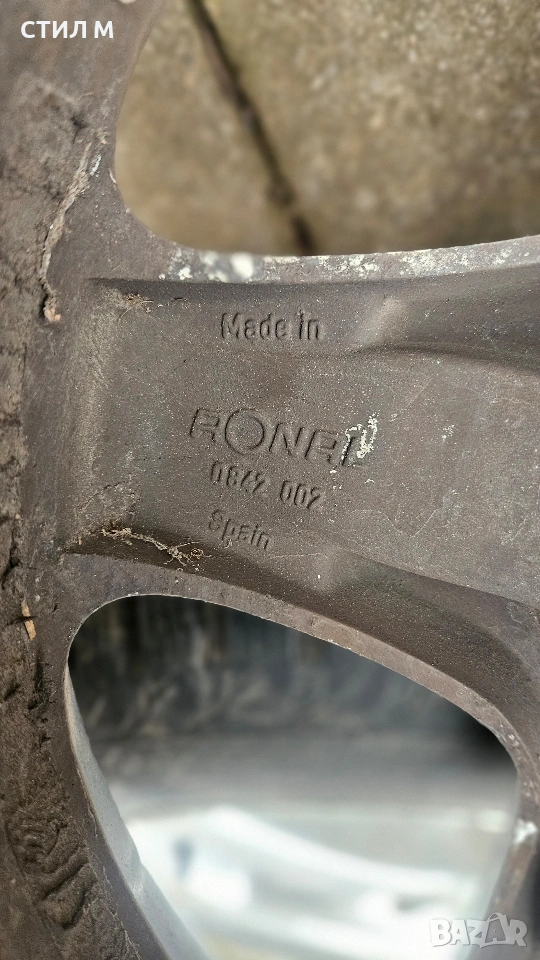 СТИЛ М
Made in
RONAL
0842 002
Spain
BAZAR